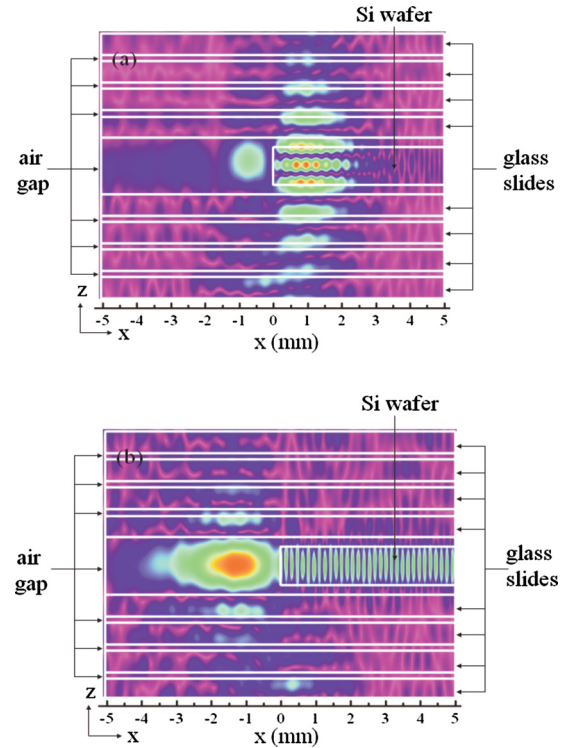 Si wafer
(a)
air
gap
glass
slides
z
x
-5 -4 -3 -2 -1 0 1 2 3 4 5
x (mm)
Si wafer
(b)
air
gap
glass
slides
z
x
-5 -4 -3 -2 -1 0 1 2 3 4 5
x (mm)